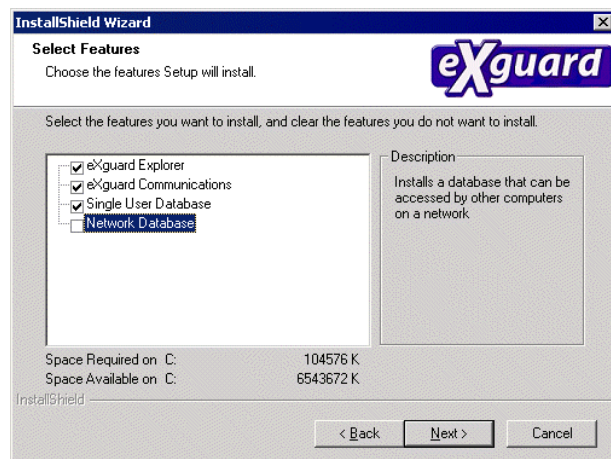 InstallShield Wizard
Select Features
Choose the features Setup will install.
eXguard
Select the features you want to install, and clear the features you do not want to install.
eXguard Explorer
eXguard Communications
Single User Database
Network Database
Description
Installs a database that can be
accessed by other computers
on a network
Space Required on C: 104576 K
Space Available on C: 6543672 K
InstallShield
< Back
Next >
Cancel